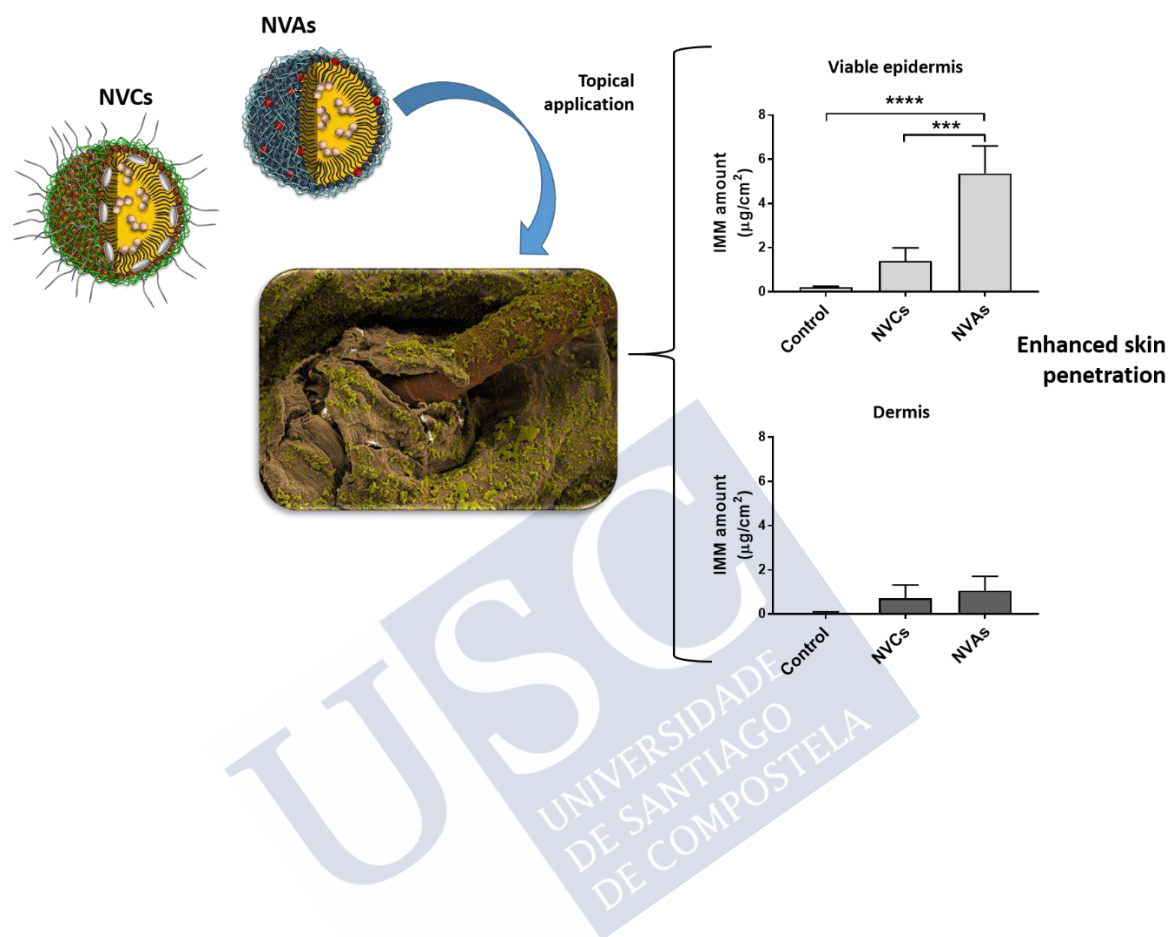 NVCs
NVAs
Topical
application
Viable epidermis
****
***
IMM amount
(µg/cm²)
8
6
4
2
0
Control
NVCs
NVAs
Enhanced skin
penetration
Dermis
IMM amount
(µg/cm²)
8
6
4
2
0
Control
NVCs
NVAs
USC
UNIVERSIDADE
DE SANTIAGO
DE COMPOSTELA